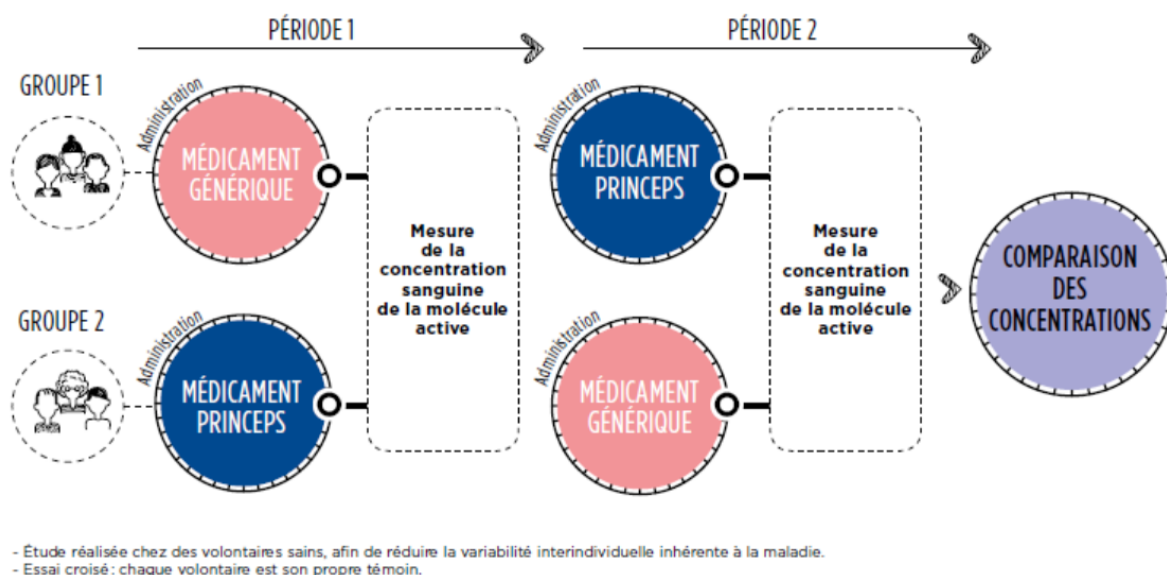 PÉRIODE 1
PÉRIODE 2
GROUPE 1
Administration
MÉDICAMENT
GÉNÉRIQUE
Administration
MÉDICAMENT
PRINCEPS
Mesure
de la
concentration
sanguine
de la molécule
active
Mesure
de la
concentration
sanguine
de la molécule
active
COMPARAISON
DES
CONCENTRATIONS
GROUPE 2
Administration
MÉDICAMENT
PRINCEPS
Administration
MÉDICAMENT
GÉNÉRIQUE
- Étude réalisée chez des volontaires sains, afin de réduire la variabilité interindividuelle inhérente à la maladie.
- Essai croisé : chaque volontaire est son propre témoin.